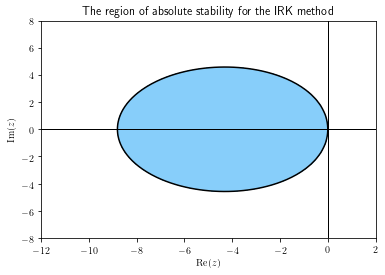 The region of absolute stability for the IRK method
8
6
4
2
0
−2
−4
−6
−8
Im(z)
−12 −10 −8 −6 −4 −2 0 2
Re(z)